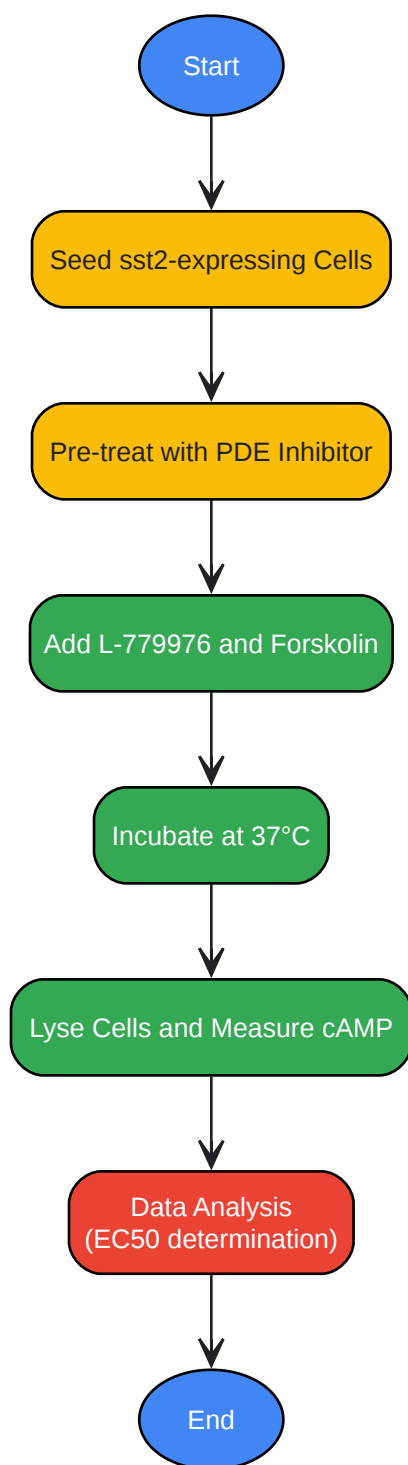 Start
Seed sst2-expressing Cells
Pre-treat with PDE Inhibitor
Add L-779976 and Forskolin
Incubate at 37°C
Lyse Cells and Measure cAMP
Data Analysis
(EC50 determination)
End